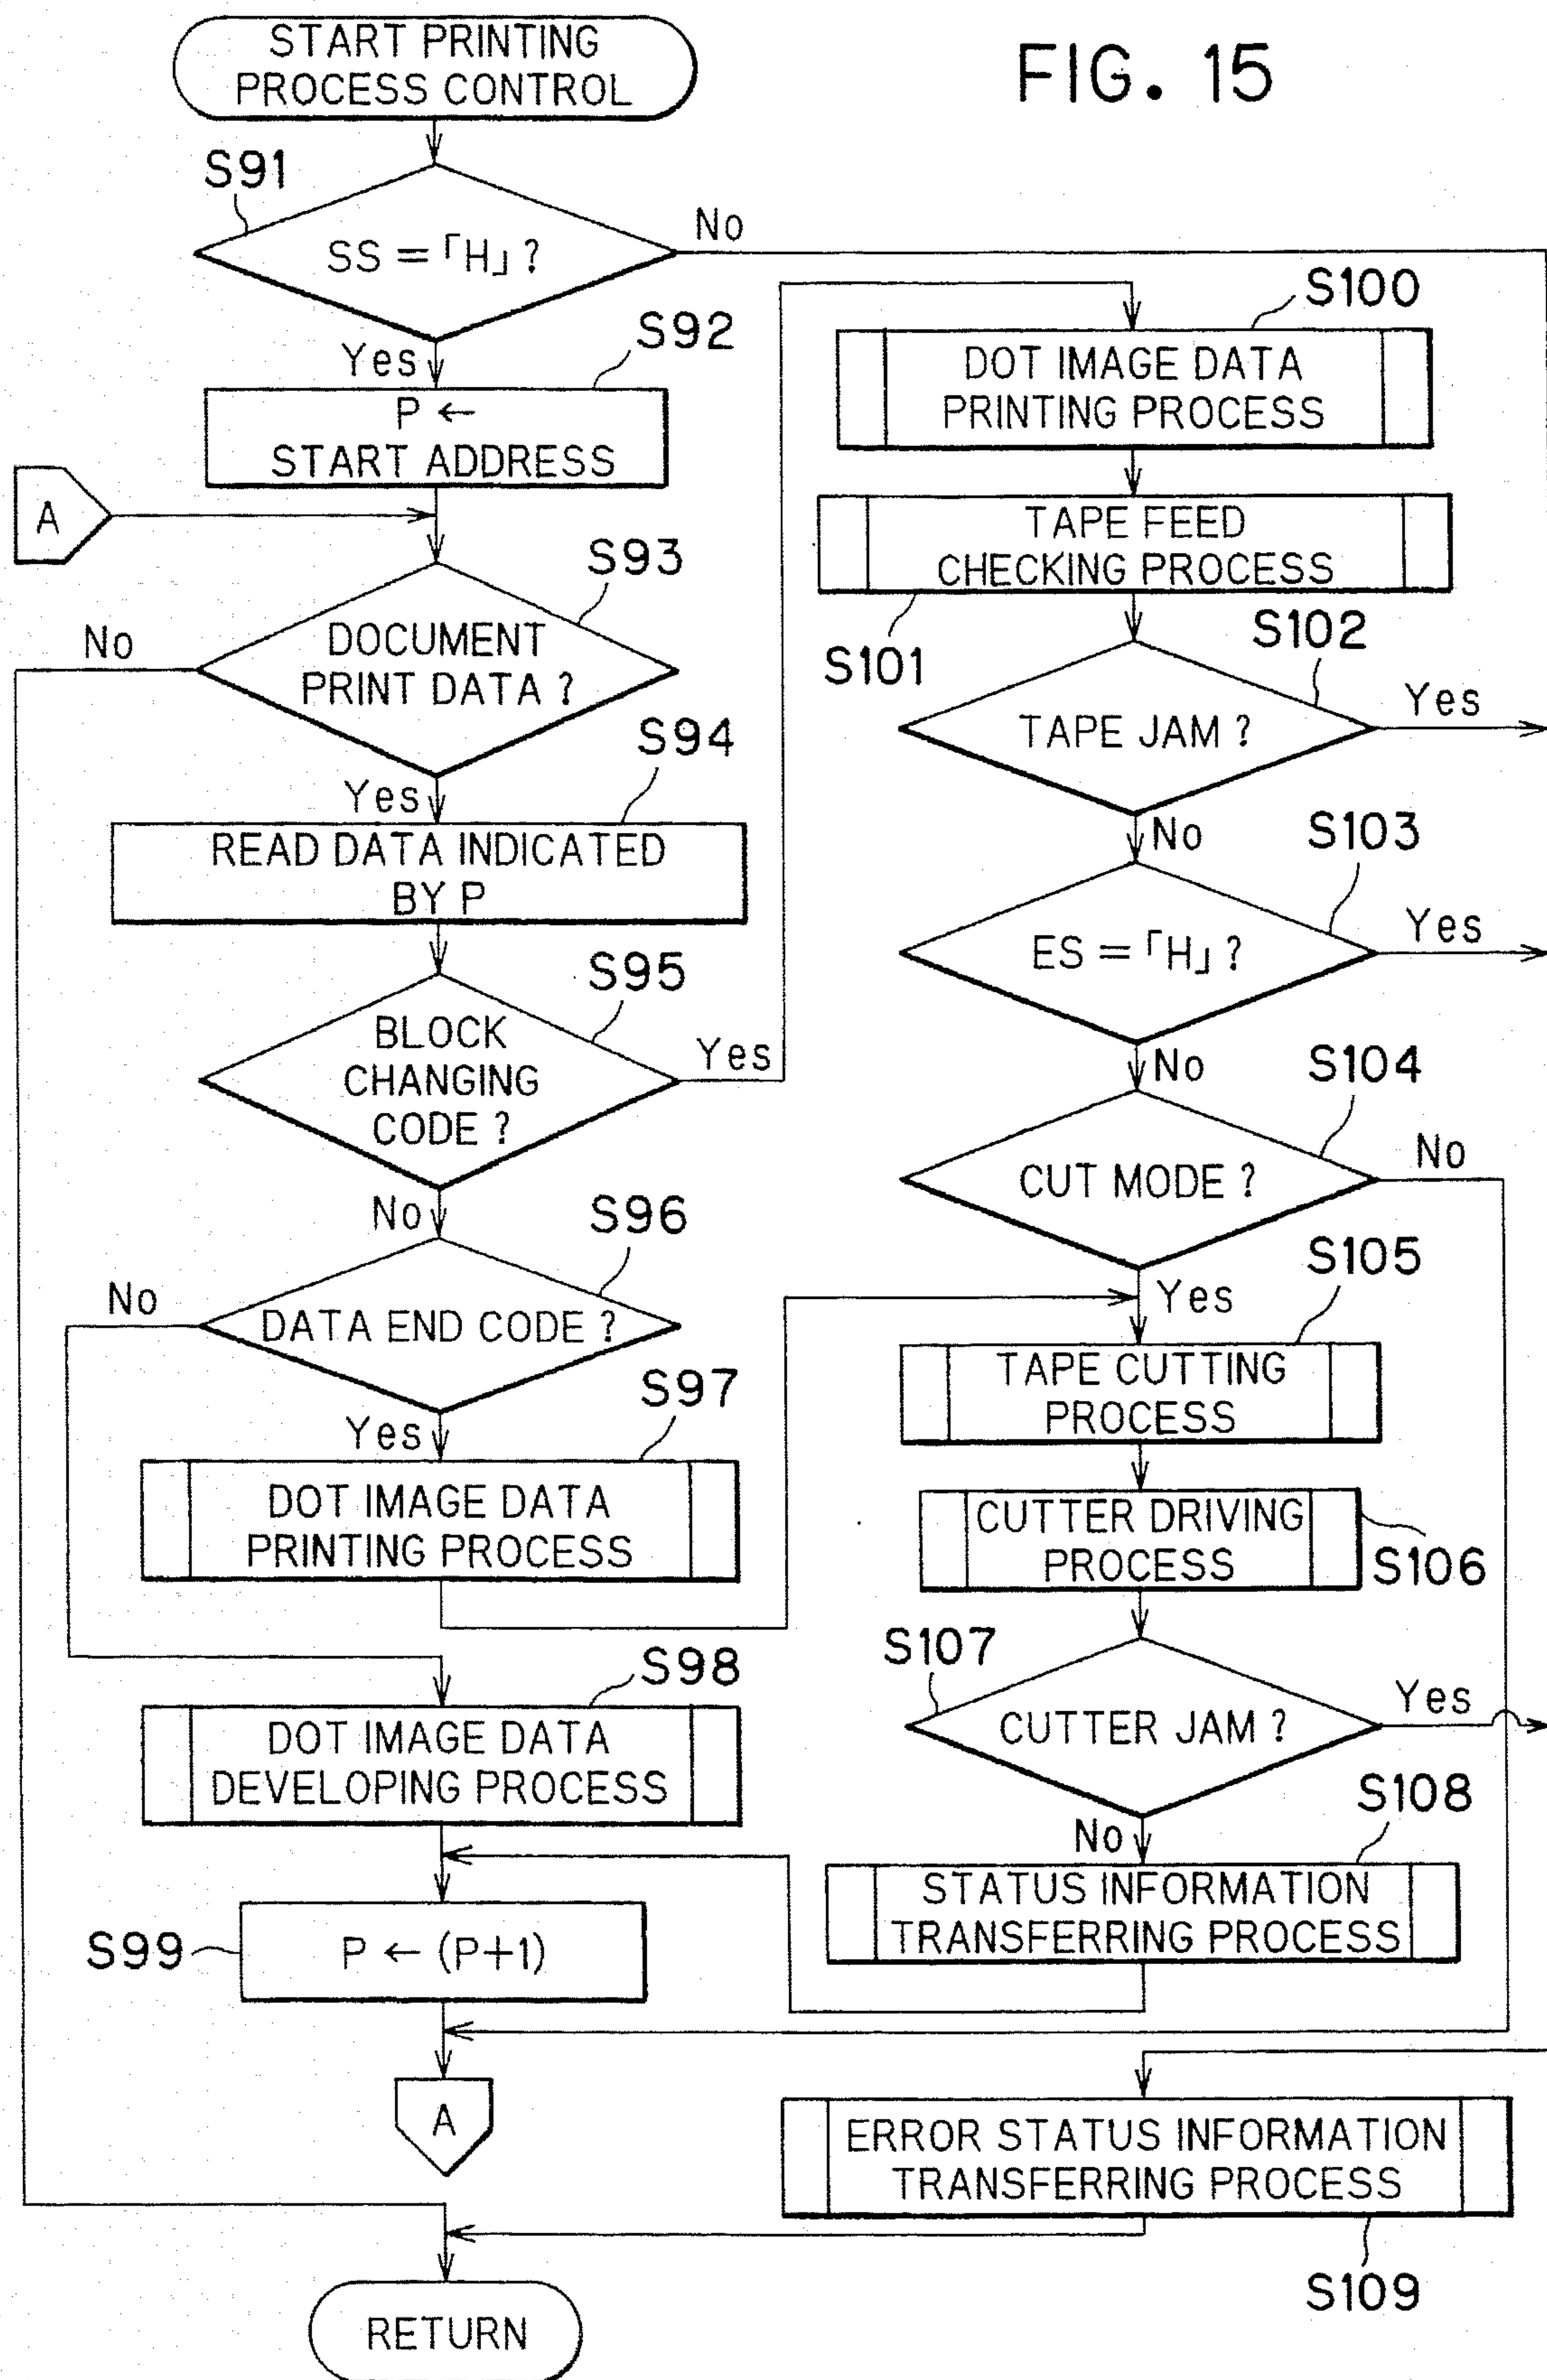 FIG. 15
START PRINTING
PROCESS CONTROL
S91
SS = 「H」 ?
No
Yes
S92
P ←
START ADDRESS
A
S93
DOCUMENT
PRINT DATA ?
No
Yes
S94
READ DATA INDICATED
BY P
S95
BLOCK
CHANGING
CODE ?
Yes
No
S96
DATA END CODE ?
No
Yes
S97
DOT IMAGE DATA
PRINTING PROCESS
S98
DOT IMAGE DATA
DEVELOPING PROCESS
S99
P ← (P+1)
A
RETURN
S100
DOT IMAGE DATA
PRINTING PROCESS
TAPE FEED
CHECKING PROCESS
S101
S102
TAPE JAM ?
Yes
No
S103
ES = 「H」 ?
Yes
No
S104
CUT MODE ?
No
Yes
S105
TAPE CUTTING
PROCESS
CUTTER DRIVING
PROCESS
S106
S107
CUTTER JAM ?
Yes
No
S108
STATUS INFORMATION
TRANSFERRING PROCESS
ERROR STATUS INFORMATION
TRANSFERRING PROCESS
S109